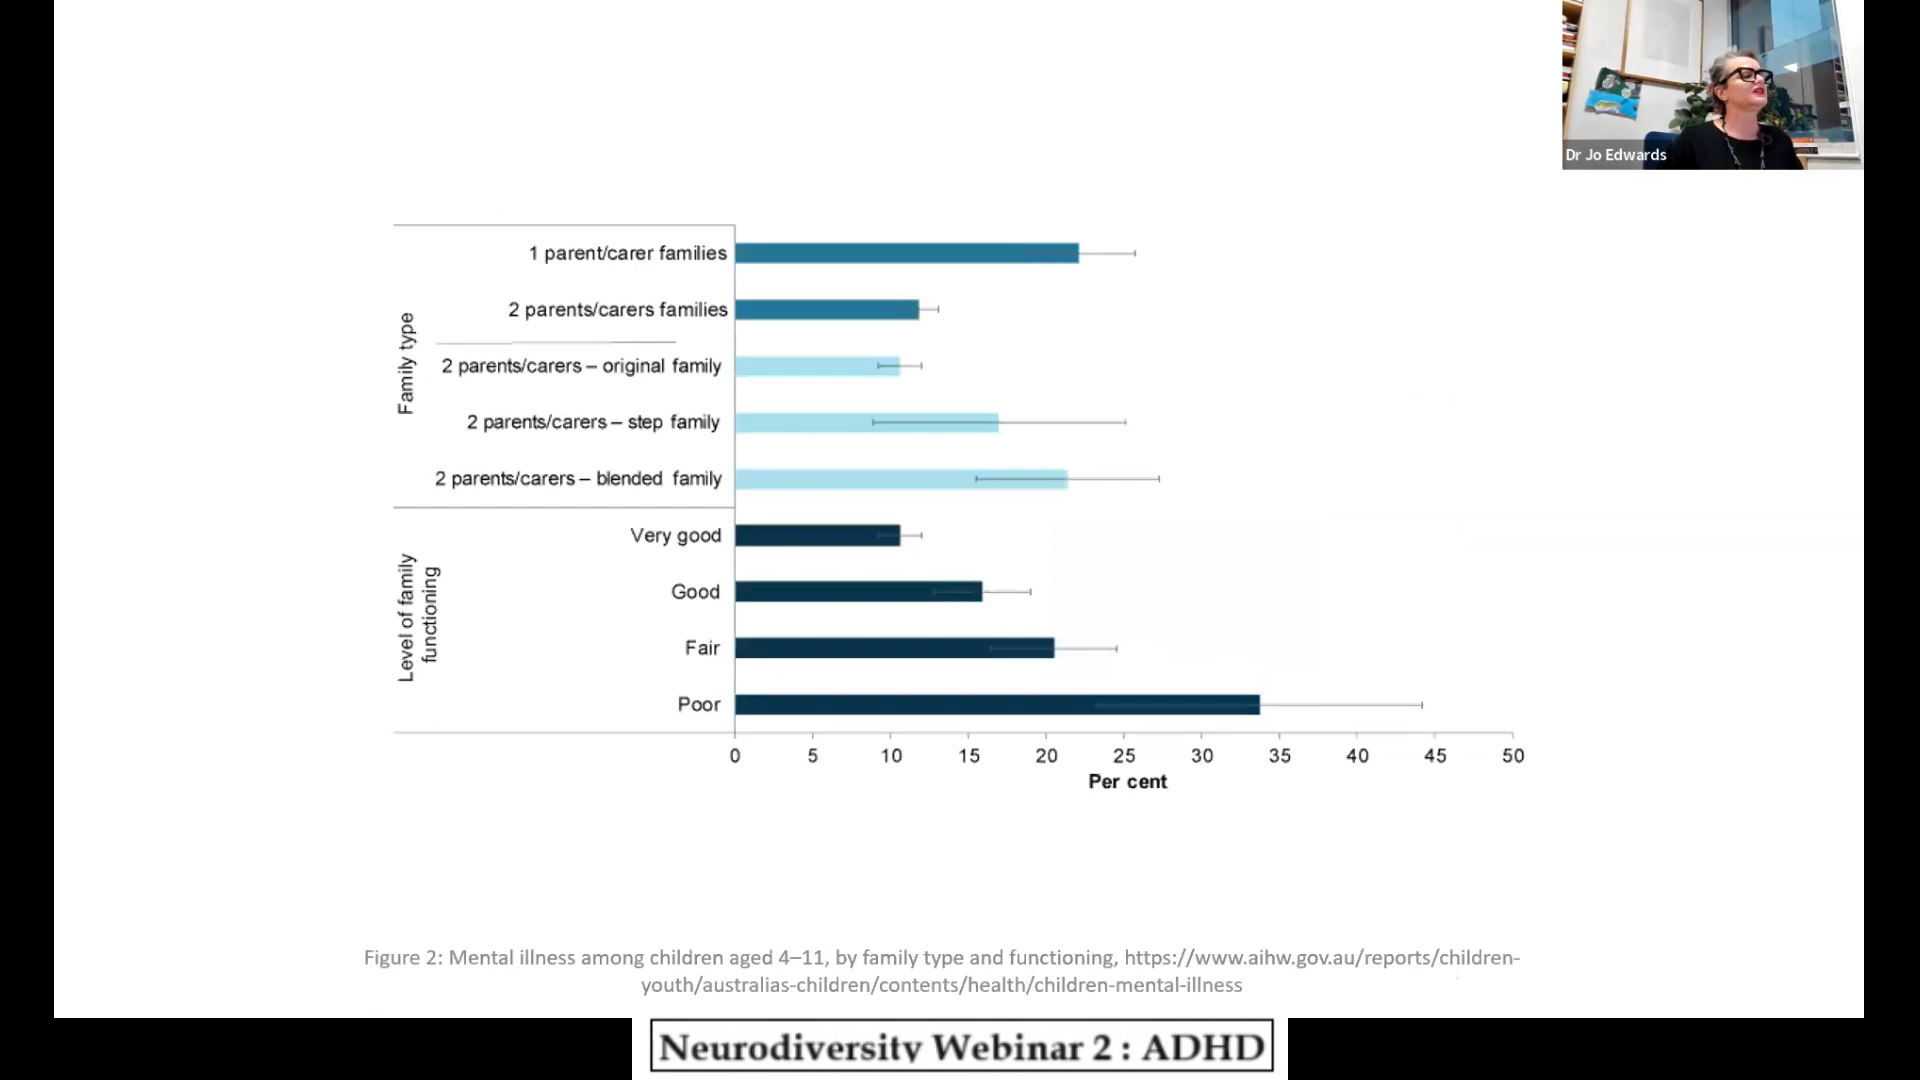 Dr Jo Edwards
Family type
1 parent/carer families
2 parents/carers families
2 parents/carers – original family
2 parents/carers – step family
2 parents/carers – blended family
Level of family
functioning
Very good
Good
Fair
Poor
0 5 10 15 20 25 30 35 40 45 50
Per cent
Figure 2: Mental illness among children aged 4–11, by family type and functioning, https://www.aihw.gov.au/reports/children-
youth/australias-children/contents/health/children-mental-illness
Neurodiversity Webinar 2 : ADHD